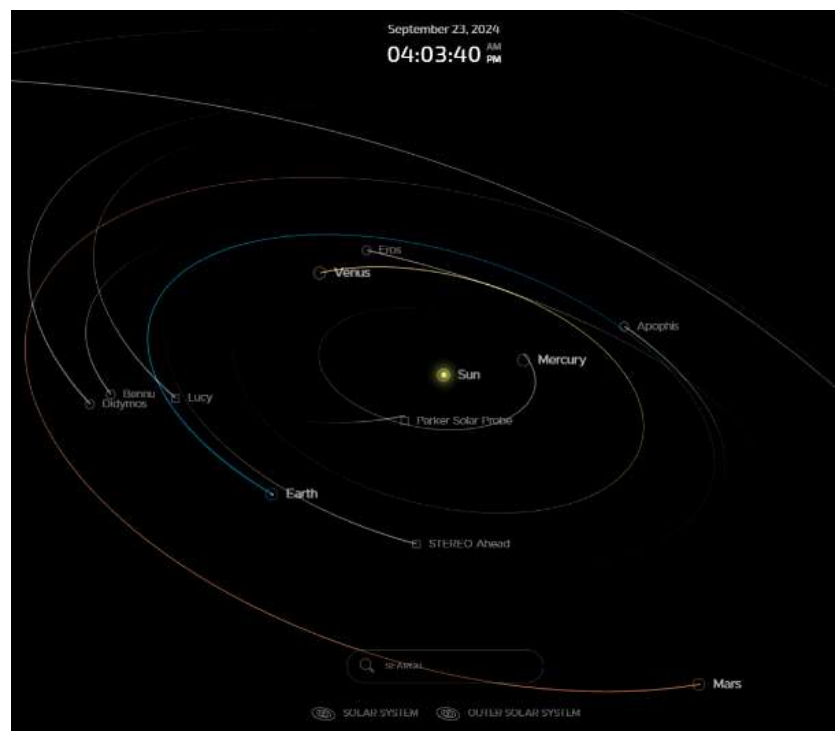 September 23, 2024
04:03:40 AM
PM
Eros
Venus
Apophis
Mercury
Sun
Bennu
Didymos
Lucy
Parker Solar Probe
Earth
STEREO Ahead
SEARCH
Mars
SOLAR SYSTEM
OUTER SOLAR SYSTEM